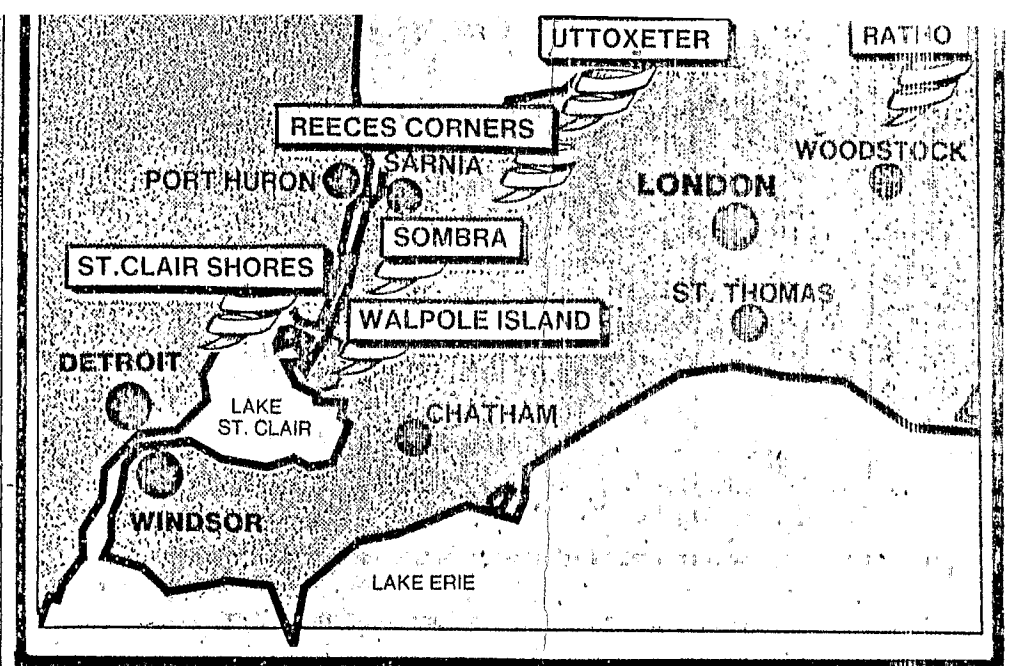 UTTOXETER
RATHO
REECES CORNERS
WOODSTOCK
SARNIA
PORT HURON
LONDON
SOMBRA
ST.CLAIR SHORES
ST. THOMAS
WALPOLE ISLAND
DETROIT
LAKE
ST. CLAIR
CHATHAM
WINDSOR
LAKE ERIE